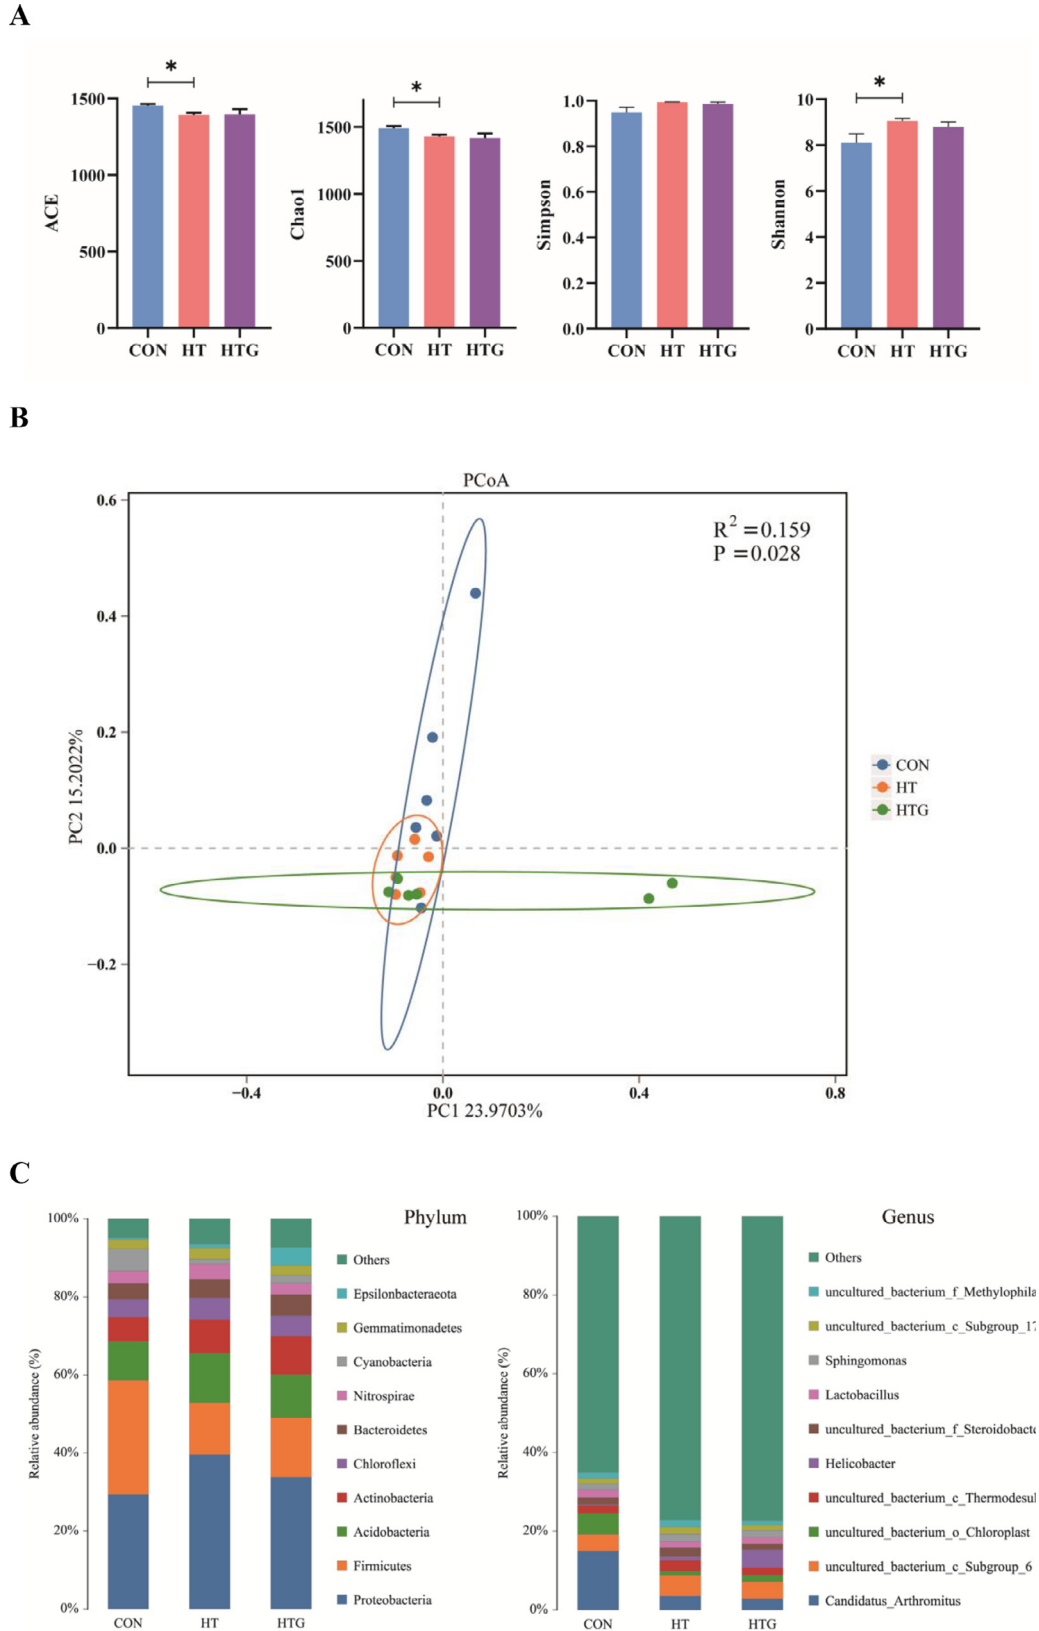 A
* * *
1500
1000
500
0
ACE
CON HT HTG
1500
1000
500
0
Chao1
CON HT HTG
1.0
0.8
0.6
0.4
0.2
0.0
Simpson
CON HT HTG
10
8
6
4
2
0
Shannon
CON HT HTG
B
PCoA
R² =0.159
P =0.028
0.6
0.4
0.2
0.0
−0.2
PC2 15.2022%
−0.4 0.0 0.4 0.8
PC1 23.9703%
CON
HT
HTG
C
Phylum
100%
80%
60%
40%
20%
0%
Relative abundance (%)
CON HT HTG
Others
Epsilonbacteraeota
Gemmatimonadetes
Cyanobacteria
Nitrospirae
Bacteroidetes
Chloroflexi
Actinobacteria
Acidobacteria
Firmicutes
Proteobacteria
Genus
100%
80%
60%
40%
20%
0%
Relative abundance (%)
CON HT HTG
Others
uncultured_bacterium_f_Methylophila
uncultured_bacterium_c_Subgroup_17
Sphingomonas
Lactobacillus
uncultured_bacterium_f_Steroidobacte
Helicobacter
uncultured_bacterium_c_Thermodesul
uncultured_bacterium_o_Chloroplast
uncultured_bacterium_c_Subgroup_6
Candidatus_Arthromitus